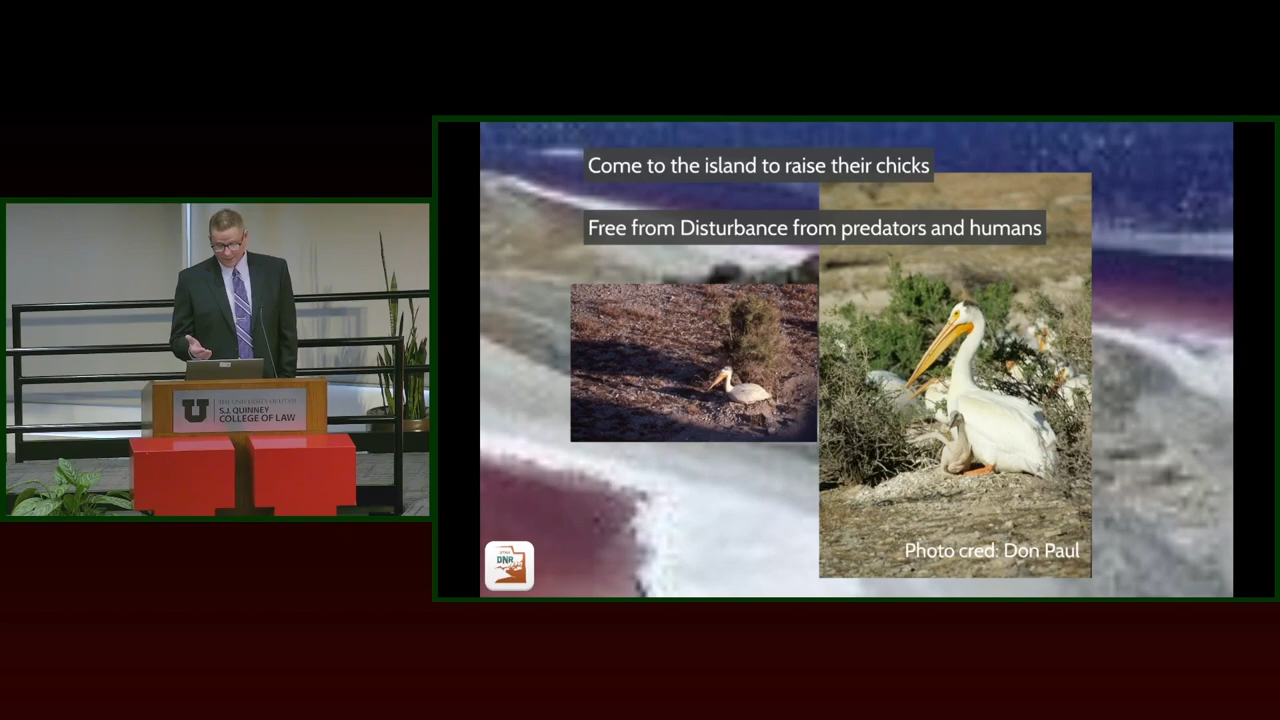 Come to the island to raise their chicks
Free from Disturbance from predators and humans
THE UNIVERSITY OF UTAH
S.J. QUINNEY
COLLEGE OF LAW
UTAH
DNR
Photo cred: Don Paul